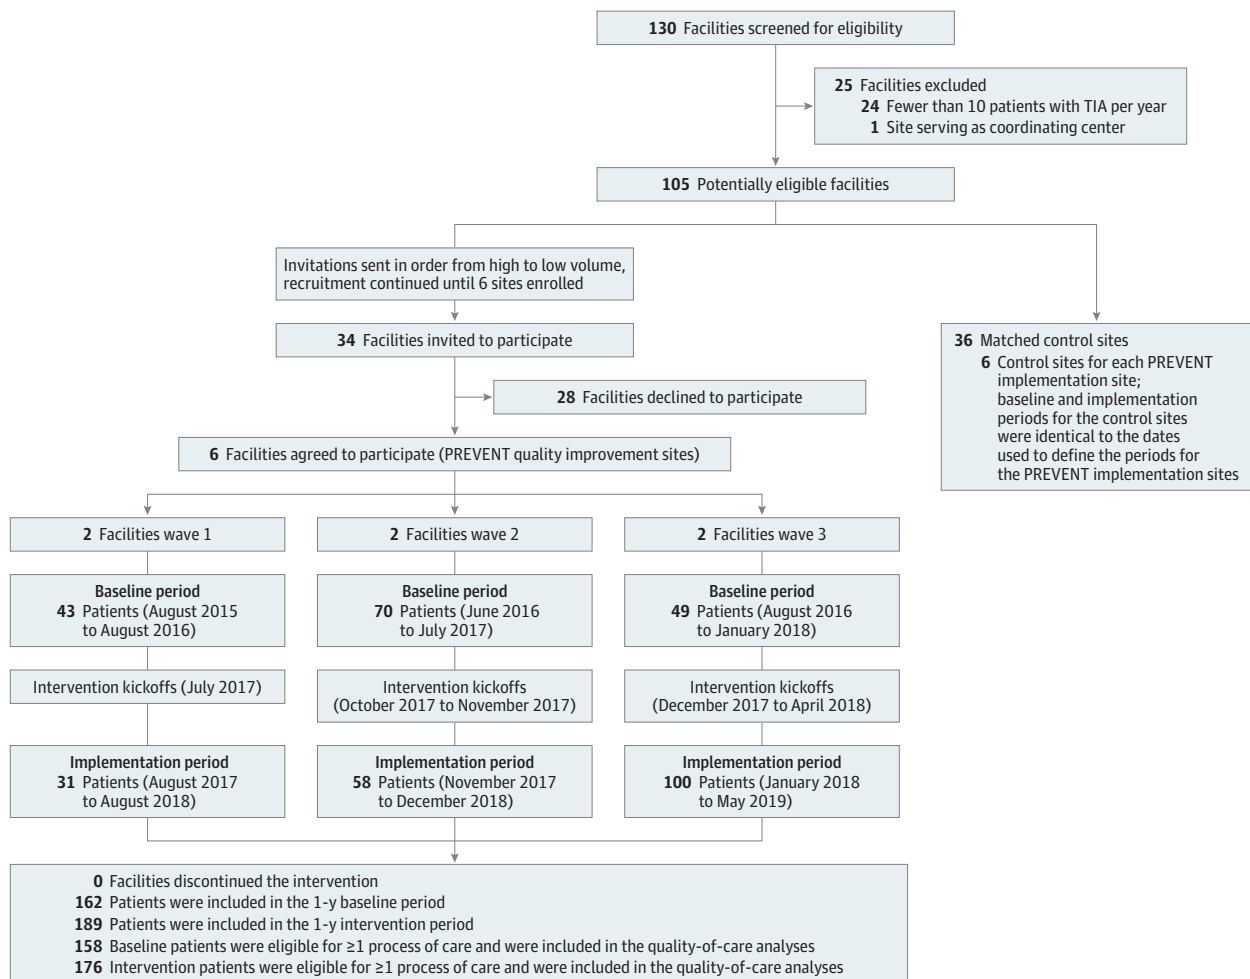 130 Facilities screened for eligibility
25 Facilities excluded
24 Fewer than 10 patients with TIA per year
1 Site serving as coordinating center
105 Potentially eligible facilities
Invitations sent in order from high to low volume,
recruitment continued until 6 sites enrolled
34 Facilities invited to participate
28 Facilities declined to participate
6 Facilities agreed to participate (PREVENT quality improvement sites)
36 Matched control sites
6 Control sites for each PREVENT
implementation site;
baseline and implementation
periods for the control sites
were identical to the dates
used to define the periods for
the PREVENT implementation sites
2 Facilities wave 1
Baseline period
43 Patients (August 2015
to August 2016)
Intervention kickoffs (July 2017)
Implementation period
31 Patients (August 2017
to August 2018)
2 Facilities wave 2
Baseline period
70 Patients (June 2016
to July 2017)
Intervention kickoffs
(October 2017 to November 2017)
Implementation period
58 Patients (November 2017
to December 2018)
2 Facilities wave 3
Baseline period
49 Patients (August 2016
to January 2018)
Intervention kickoffs
(December 2017 to April 2018)
Implementation period
100 Patients (January 2018
to May 2019)
0 Facilities discontinued the intervention
162 Patients were included in the 1-y baseline period
189 Patients were included in the 1-y intervention period
158 Baseline patients were eligible for ≥1 process of care and were included in the quality-of-care analyses
176 Intervention patients were eligible for ≥1 process of care and were included in the quality-of-care analyses